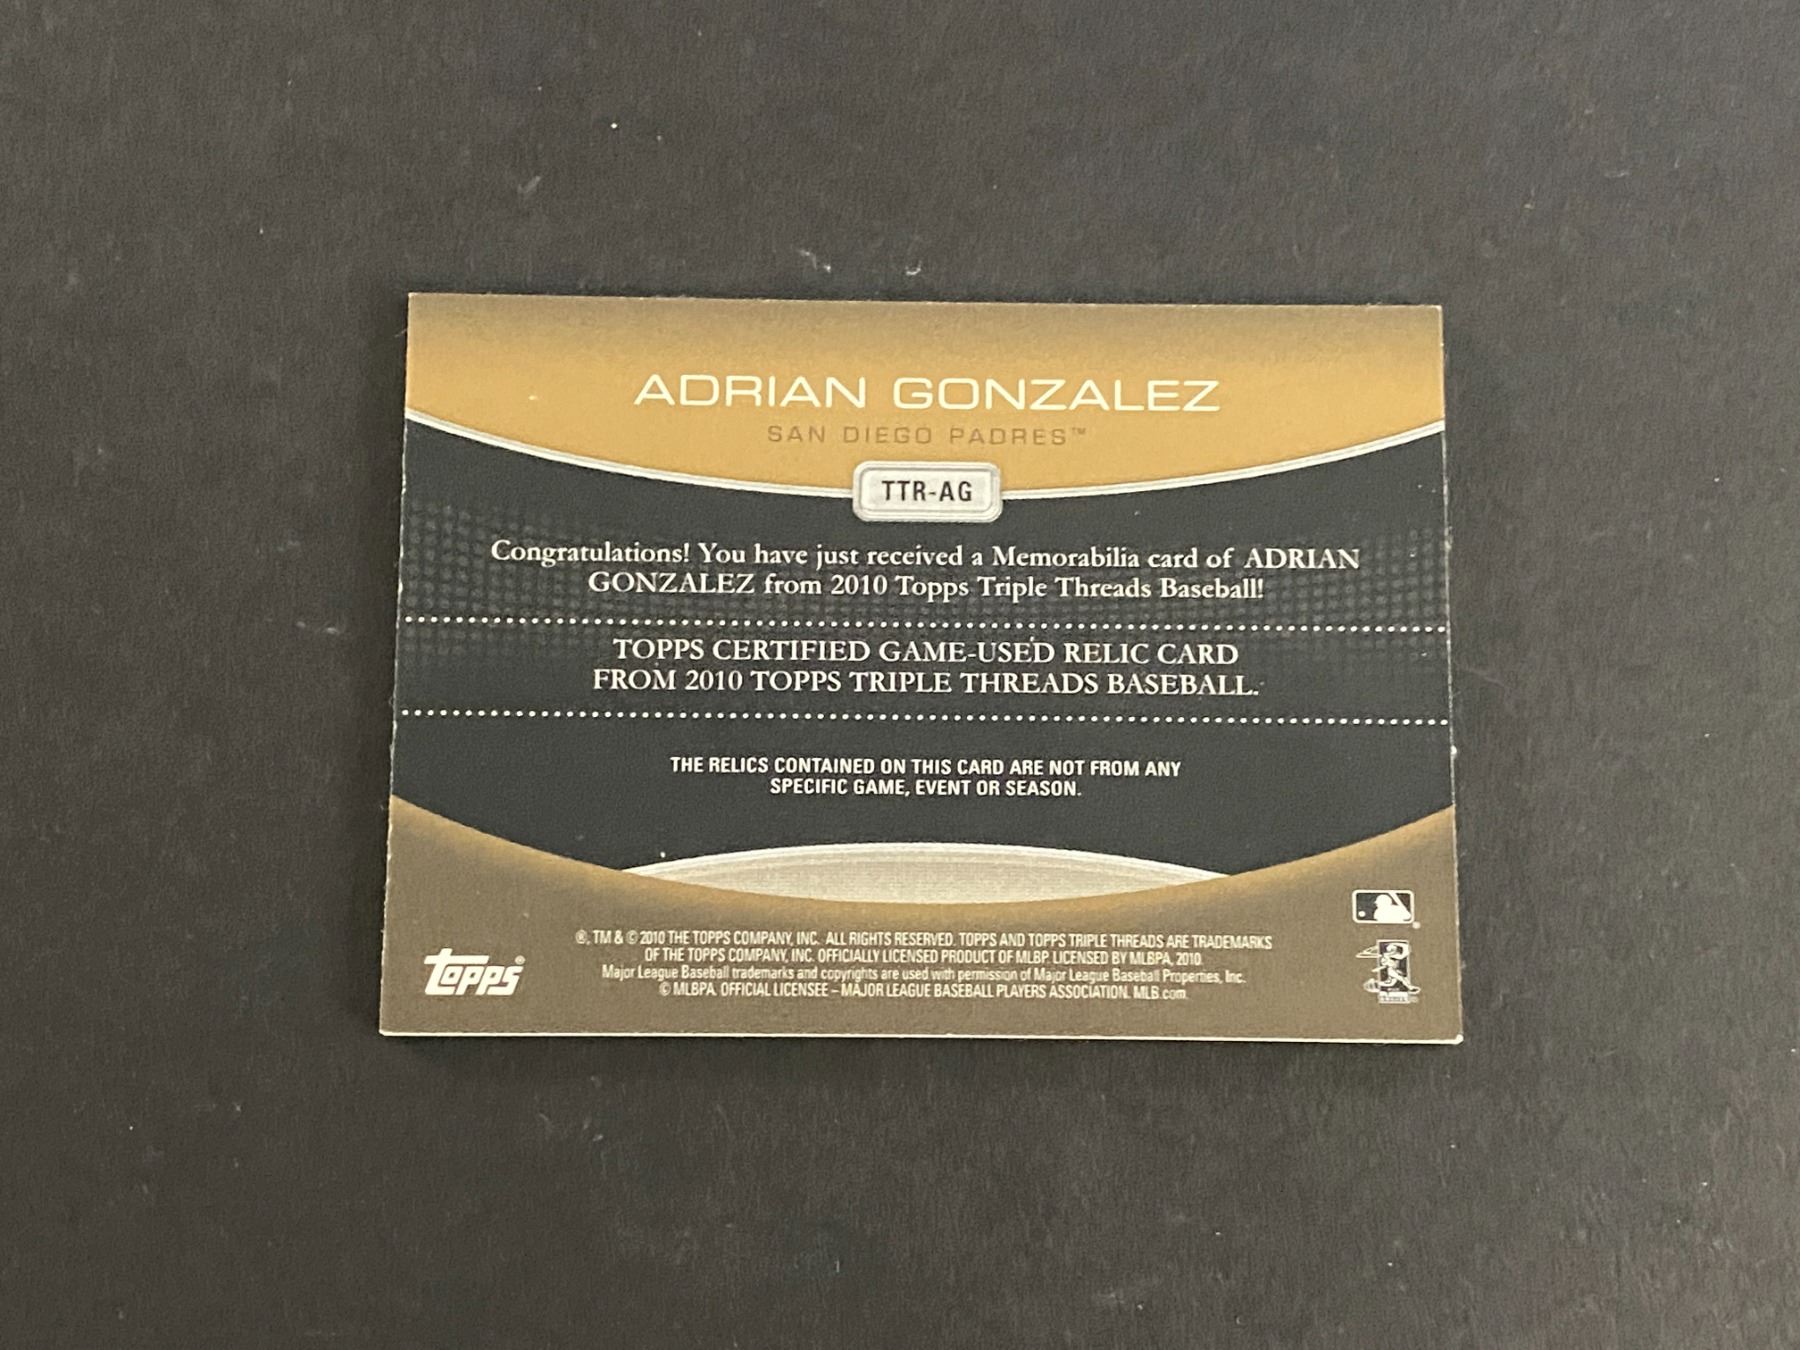 ADRIAN GONZALEZ
SAN DIEGO PADRES™
TTR-AG
Congratulations! You have just received a Memorabilia card of ADRIAN
GONZALEZ from 2010 Topps Triple Threads Baseball!
TOPPS CERTIFIED GAME-USED RELIC CARD
FROM 2010 TOPPS TRIPLE THREADS BASEBALL.
THE RELICS CONTAINED ON THIS CARD ARE NOT FROM ANY
SPECIFIC GAME, EVENT OR SEASON.
®, TM & © 2010 THE TOPPS COMPANY, INC. ALL RIGHTS RESERVED. TOPPS AND TOPPS TRIPLE THREADS ARE TRADEMARKS
OF THE TOPPS COMPANY, INC. OFFICIALLY LICENSED PRODUCT OF MLBP. LICENSED BY MLBPA, 2010.
Major League Baseball trademarks and copyrights are used with permission of Major League Baseball Properties, Inc.
© MLBPA. OFFICIAL LICENSEE – MAJOR LEAGUE BASEBALL PLAYERS ASSOCIATION. MLB.com
topps®